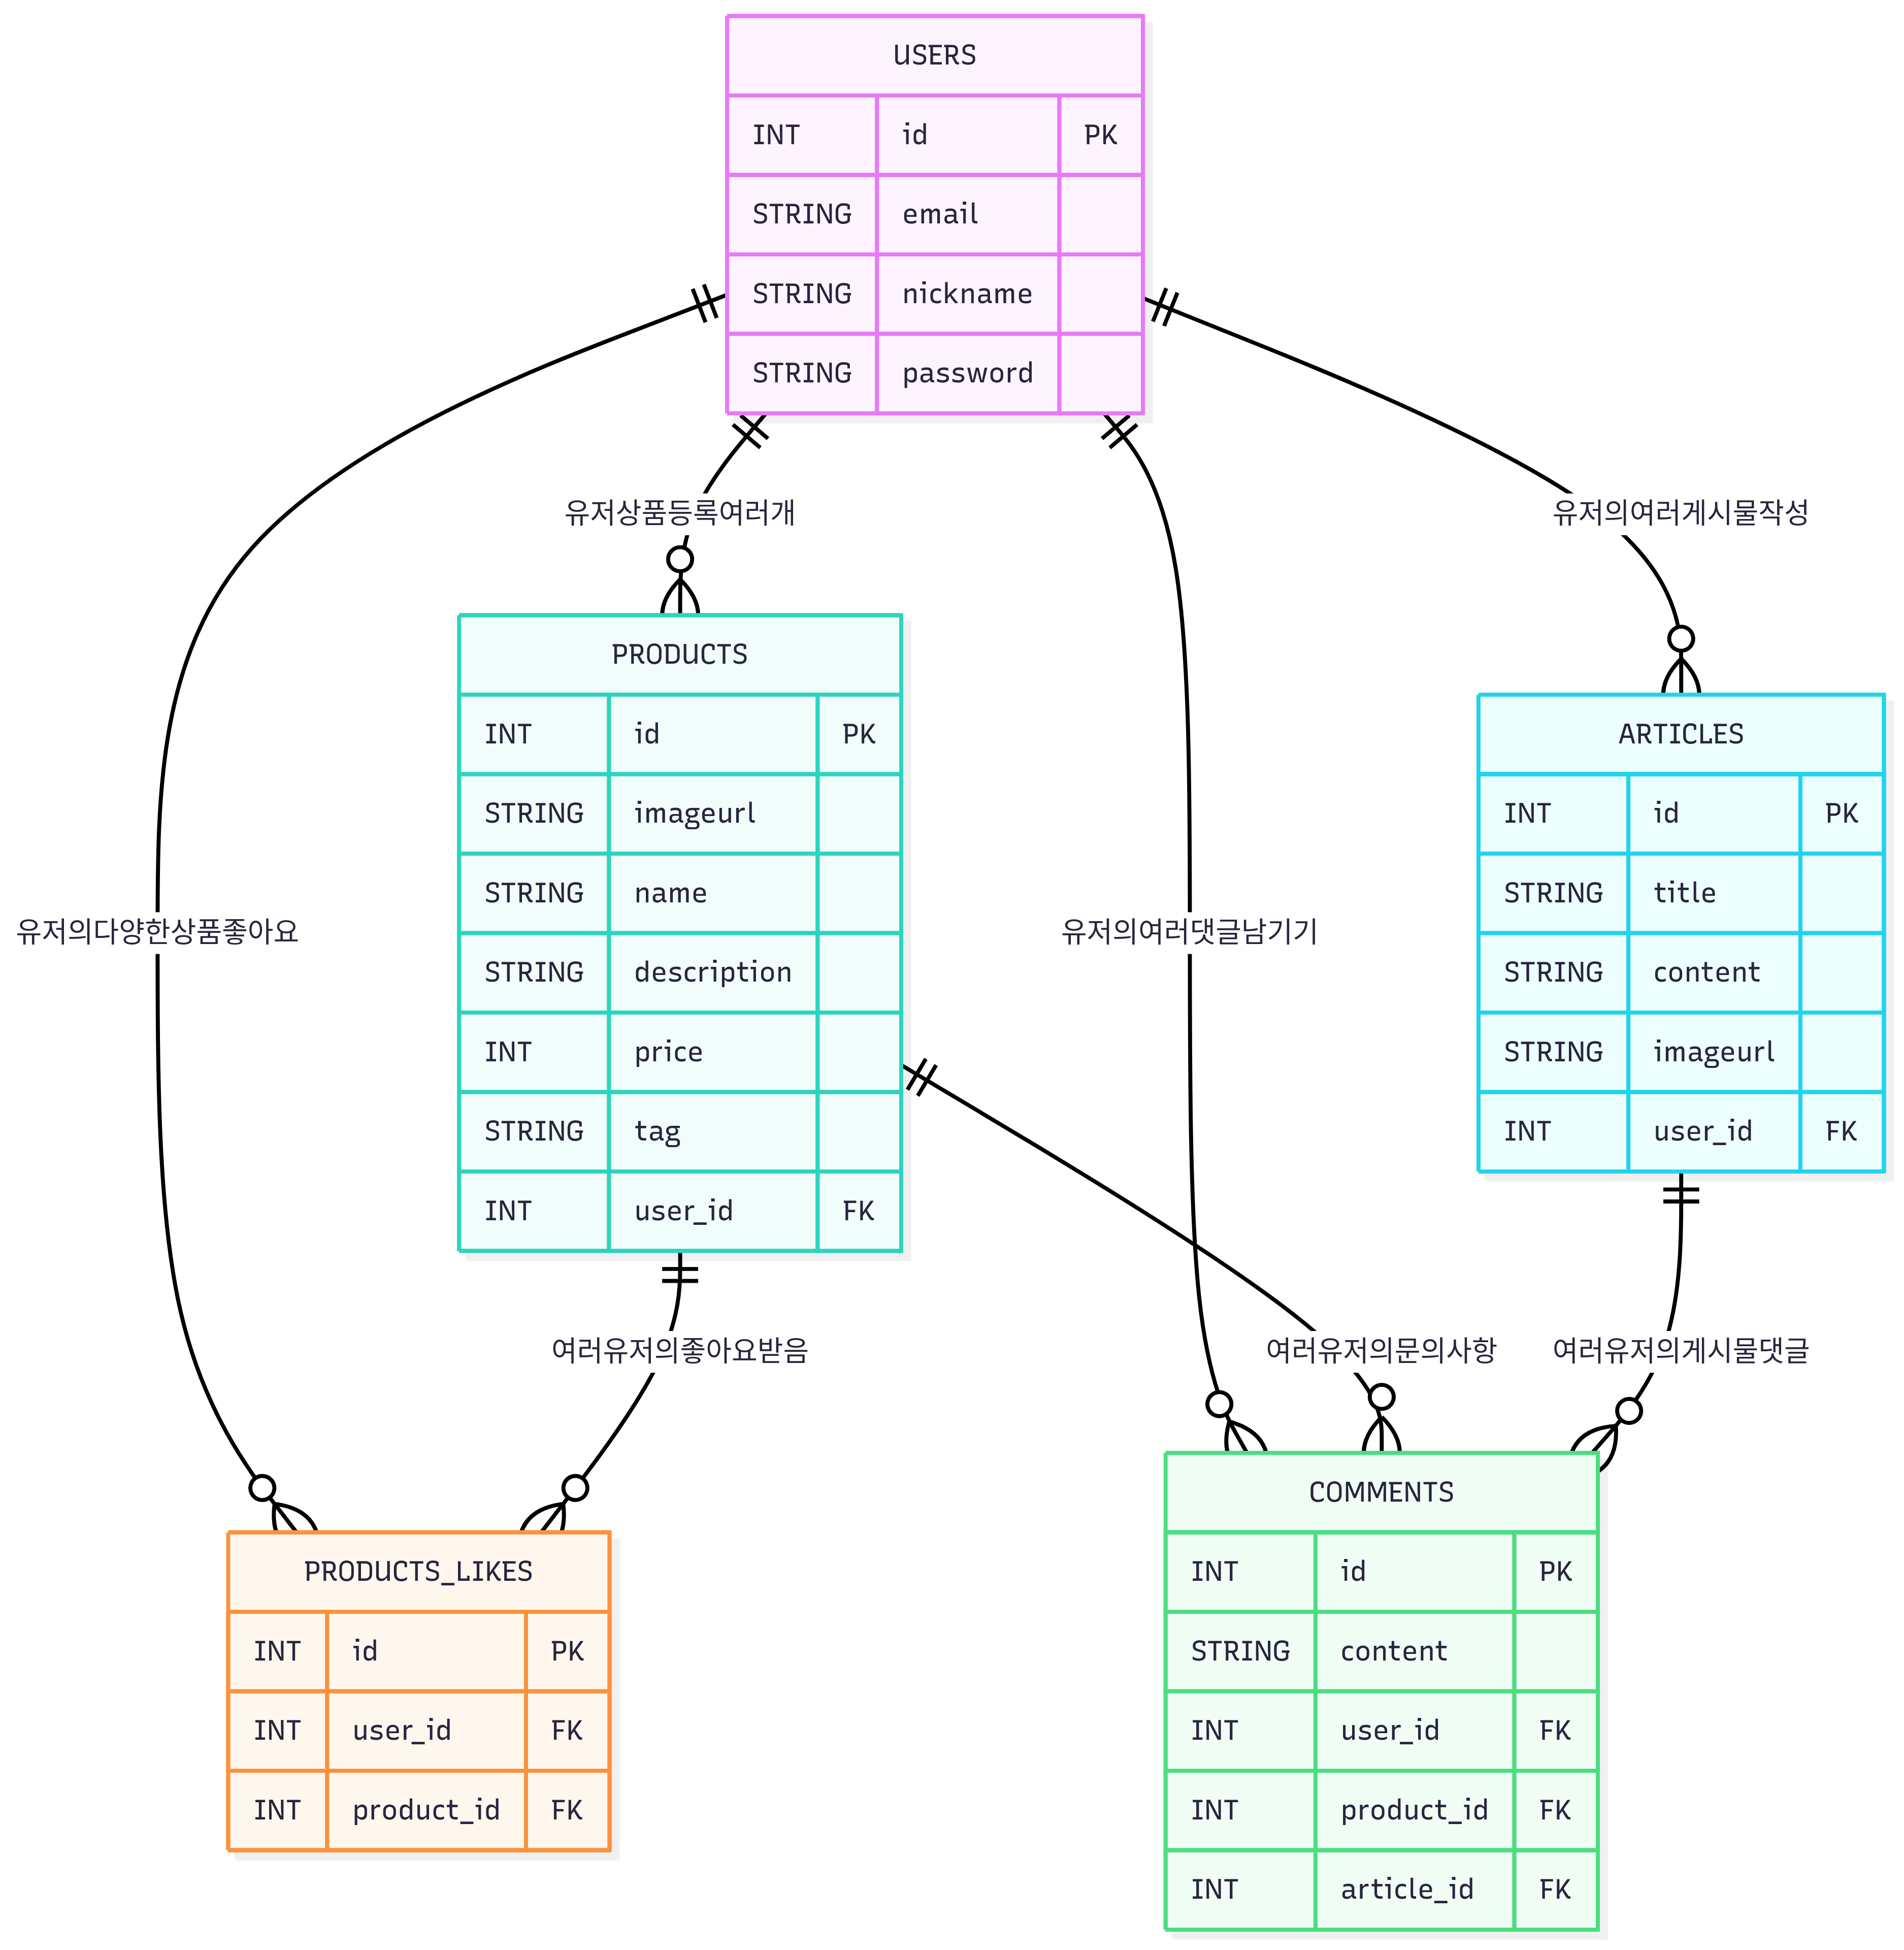 USERS
INT id PK
STRING email
STRING nickname
STRING password
유저상품등록여러개
유저의여러게시물작성
PRODUCTS
INT id PK
STRING imageurl
STRING name
STRING description
INT price
STRING tag
INT user_id FK
ARTICLES
INT id PK
STRING title
STRING content
STRING imageurl
INT user_id FK
유저의다양한상품좋아요
유저의여러댓글남기기
여러유저의좋아요받음
여러유저의문의사항
여러유저의게시물댓글
PRODUCTS_LIKES
INT id PK
INT user_id FK
INT product_id FK
COMMENTS
INT id PK
STRING content
INT user_id FK
INT product_id FK
INT article_id FK